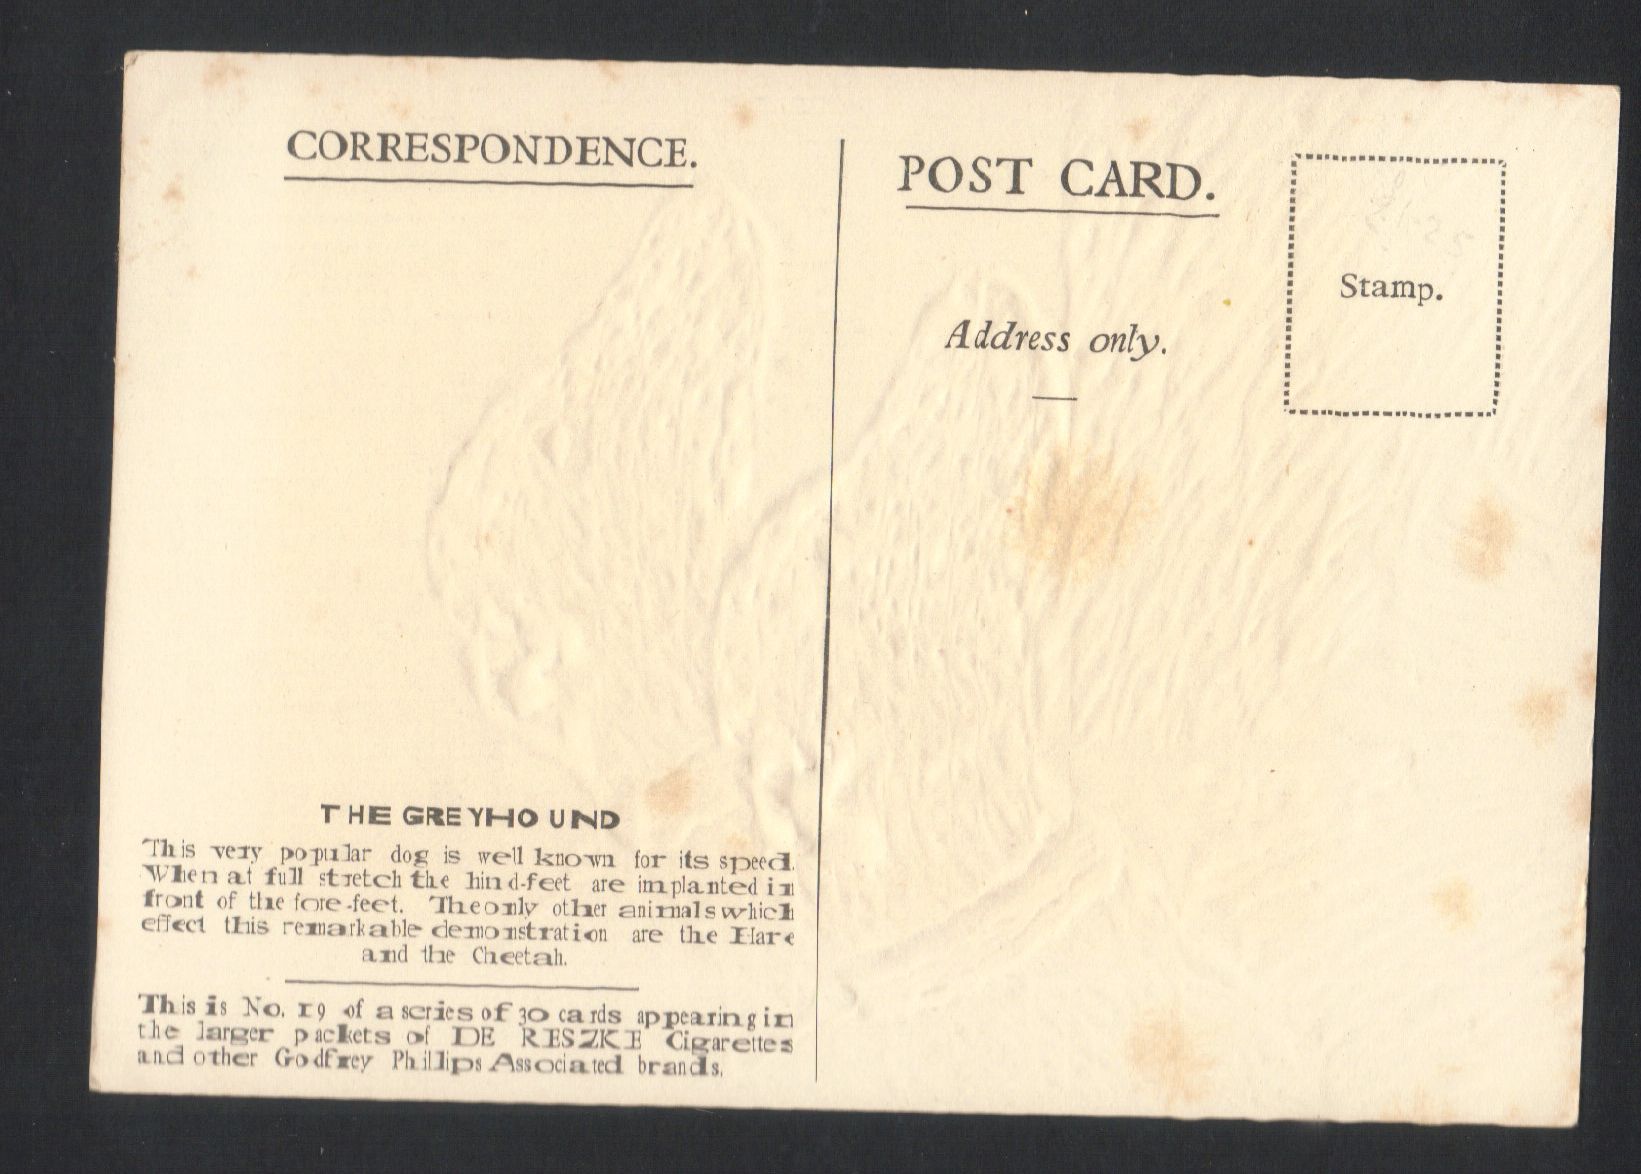 CORRESPONDENCE.
POST CARD.
Stamp.
Address only.
THE GREYHOUND
This very popular dog is well known for its speed.
When at full stretch the hind-feet are implanted in
front of the fore-feet. The only other animals which
effect this remarkable demonstration are the Hare
and the Cheetah.
This is No. 19 of a series of 30 cards appearing in
the larger packets of DE RESZKE Cigarettes
and other Godfrey Phillips Associated brands.